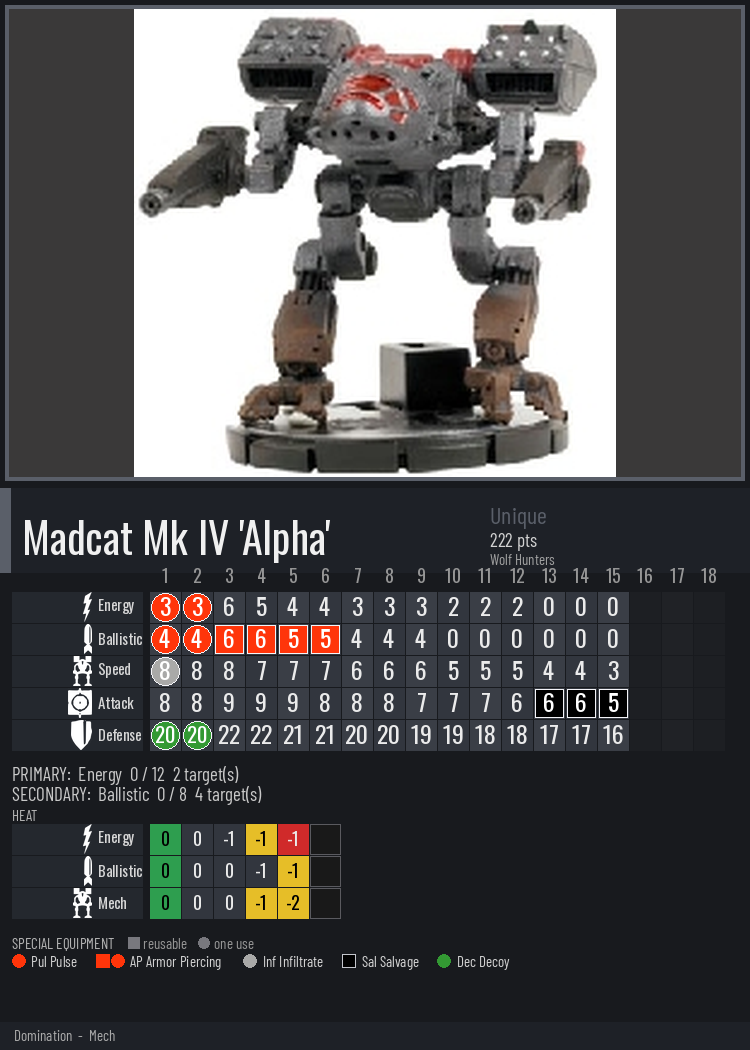 Madcat Mk IV 'Alpha'
Unique
222 pts
Wolf Hunters
1 2 3 4 5 6 7 8 9 10 11 12 13 14 15 16 17 18
Energy 3 3 6 5 4 4 3 3 3 2 2 2 0 0 0
Ballistic 4 4 6 6 5 5 4 4 4 0 0 0 0 0 0
Speed 8 8 8 7 7 7 6 6 6 5 5 5 4 4 3
Attack 8 8 9 9 9 8 8 8 7 7 7 6 6 6 5
Defense 20 20 22 22 21 21 20 20 19 19 18 18 17 17 16
PRIMARY: Energy 0 / 12 2 target(s)
SECONDARY: Ballistic 0 / 8 4 target(s)
HEAT
Energy 0 0 -1 -1 -1
Ballistic 0 0 0 -1 -1
Mech 0 0 0 -1 -2
SPECIAL EQUIPMENT reusable one use
Pul Pulse AP Armor Piercing Inf Infiltrate Sal Salvage Dec Decoy
Domination - Mech